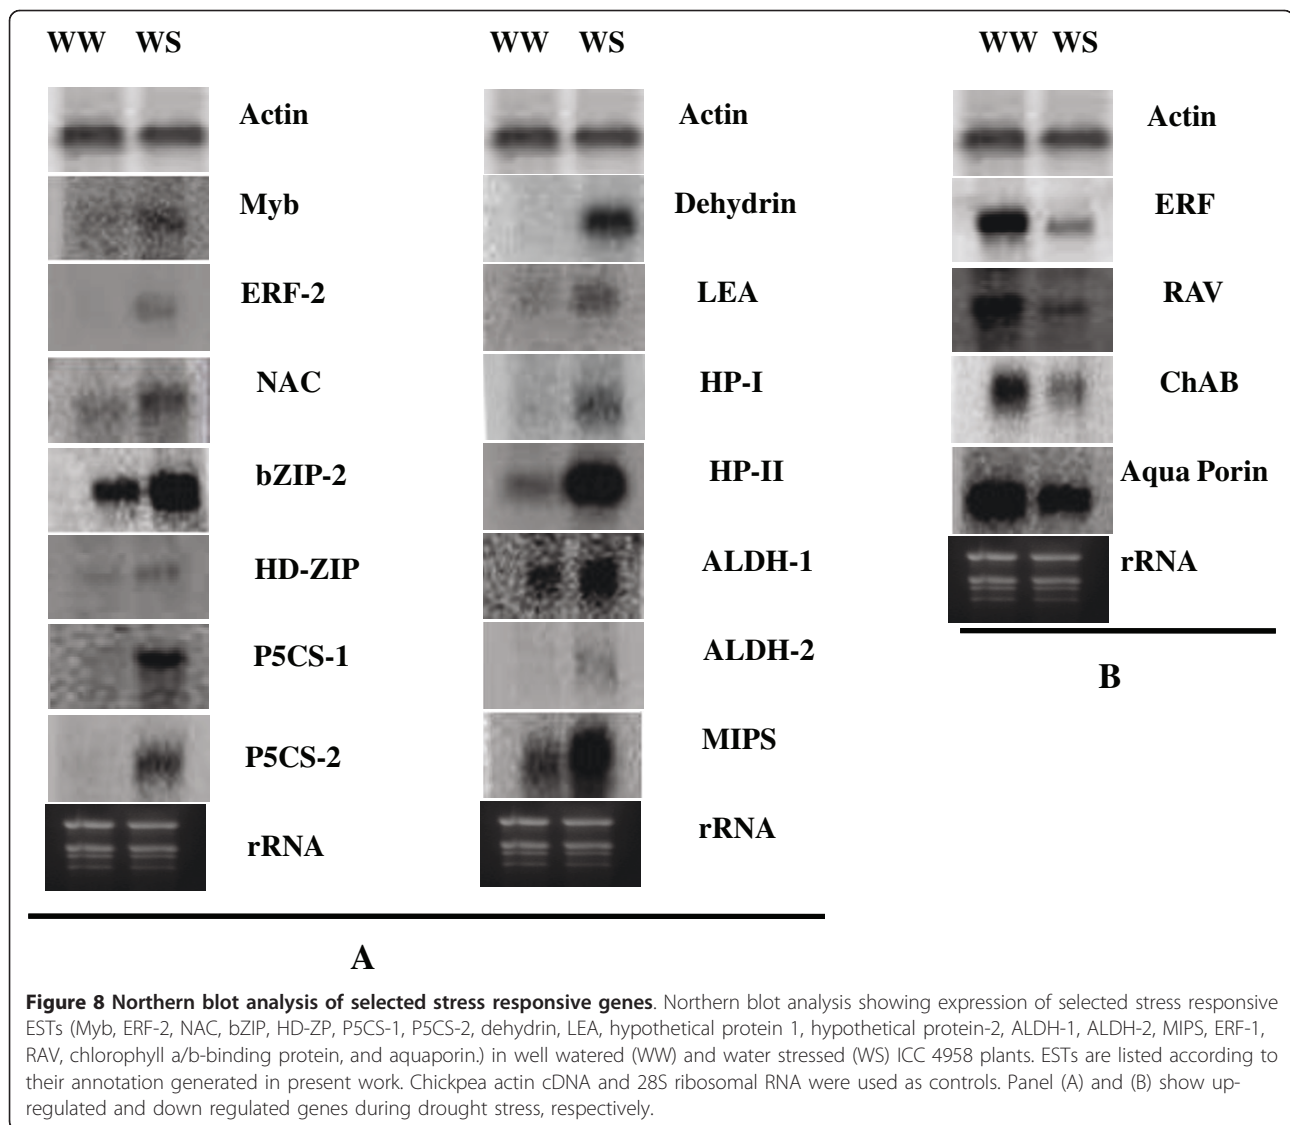 WW WS
Actin
Myb
ERF-2
NAC
bZIP-2
HD-ZIP
P5CS-1
P5CS-2
rRNA
WW WS
Actin
Dehydrin
LEA
HP-I
HP-II
ALDH-1
ALDH-2
MIPS
rRNA
A
WW WS
Actin
ERF
RAV
ChAB
Aqua Porin
rRNA
B
Figure 8 Northern blot analysis of selected stress responsive genes. Northern blot analysis showing expression of selected stress responsive
ESTs (Myb, ERF-2, NAC, bZIP, HD-ZP, P5CS-1, P5CS-2, dehydrin, LEA, hypothetical protein 1, hypothetical protein-2, ALDH-1, ALDH-2, MIPS, ERF-1,
RAV, chlorophyll a/b-binding protein, and aquaporin.) in well watered (WW) and water stressed (WS) ICC 4958 plants. ESTs are listed according to
their annotation generated in present work. Chickpea actin cDNA and 28S ribosomal RNA were used as controls. Panel (A) and (B) show up-
regulated and down regulated genes during drought stress, respectively.